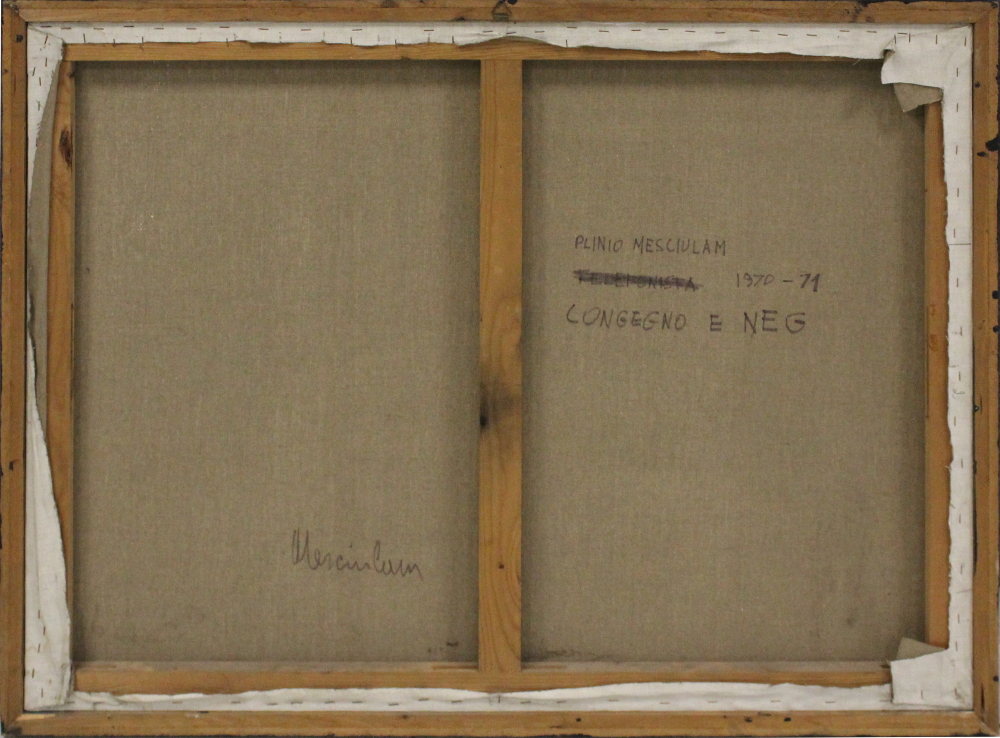 PLINIO MESCIULAM
TELEFONISTA 1970-71
CONGEGNO E NEG
Mesciulam